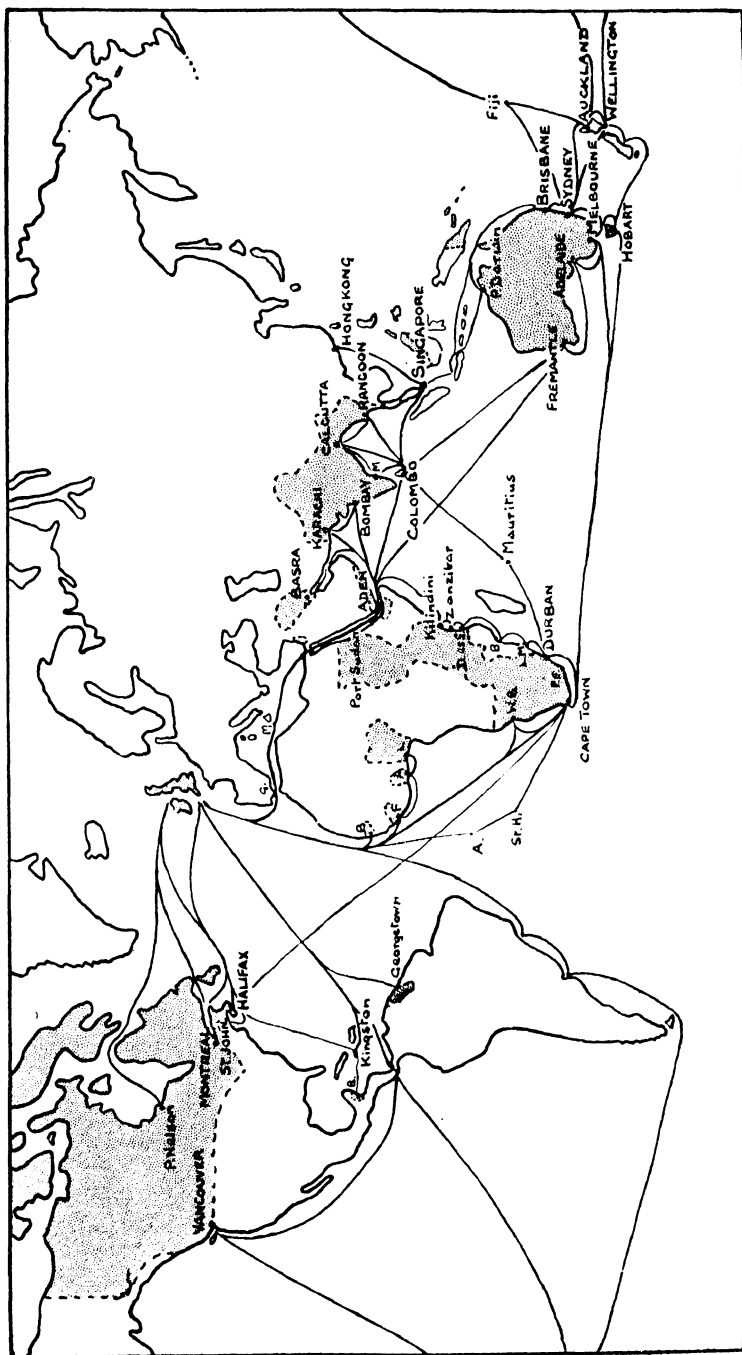 VANCOUVER
P.Nelson
MONTREAL
ST.JOHN
HALIFAX
Kingston
B.
Georgetown
G.
M.
B.
F.
A.
L.
A.
St.H.
W.B.
CAPE TOWN
P.E.
DURBAN
L.M.
B.
Zanzibar
Kilindini
Port Sudan
ADEN
BASRA
KARACHI
BOMBAY
M
COLOMBO
Mauritius
CALCUTTA
RANGOON
HONGKONG
SINGAPORE
P.Darwin
FREMANTLE
ADELAIDE
MELBOURNE
HOBART
SYDNEY
BRISBANE
Fiji
AUCKLAND
WELLINGTON